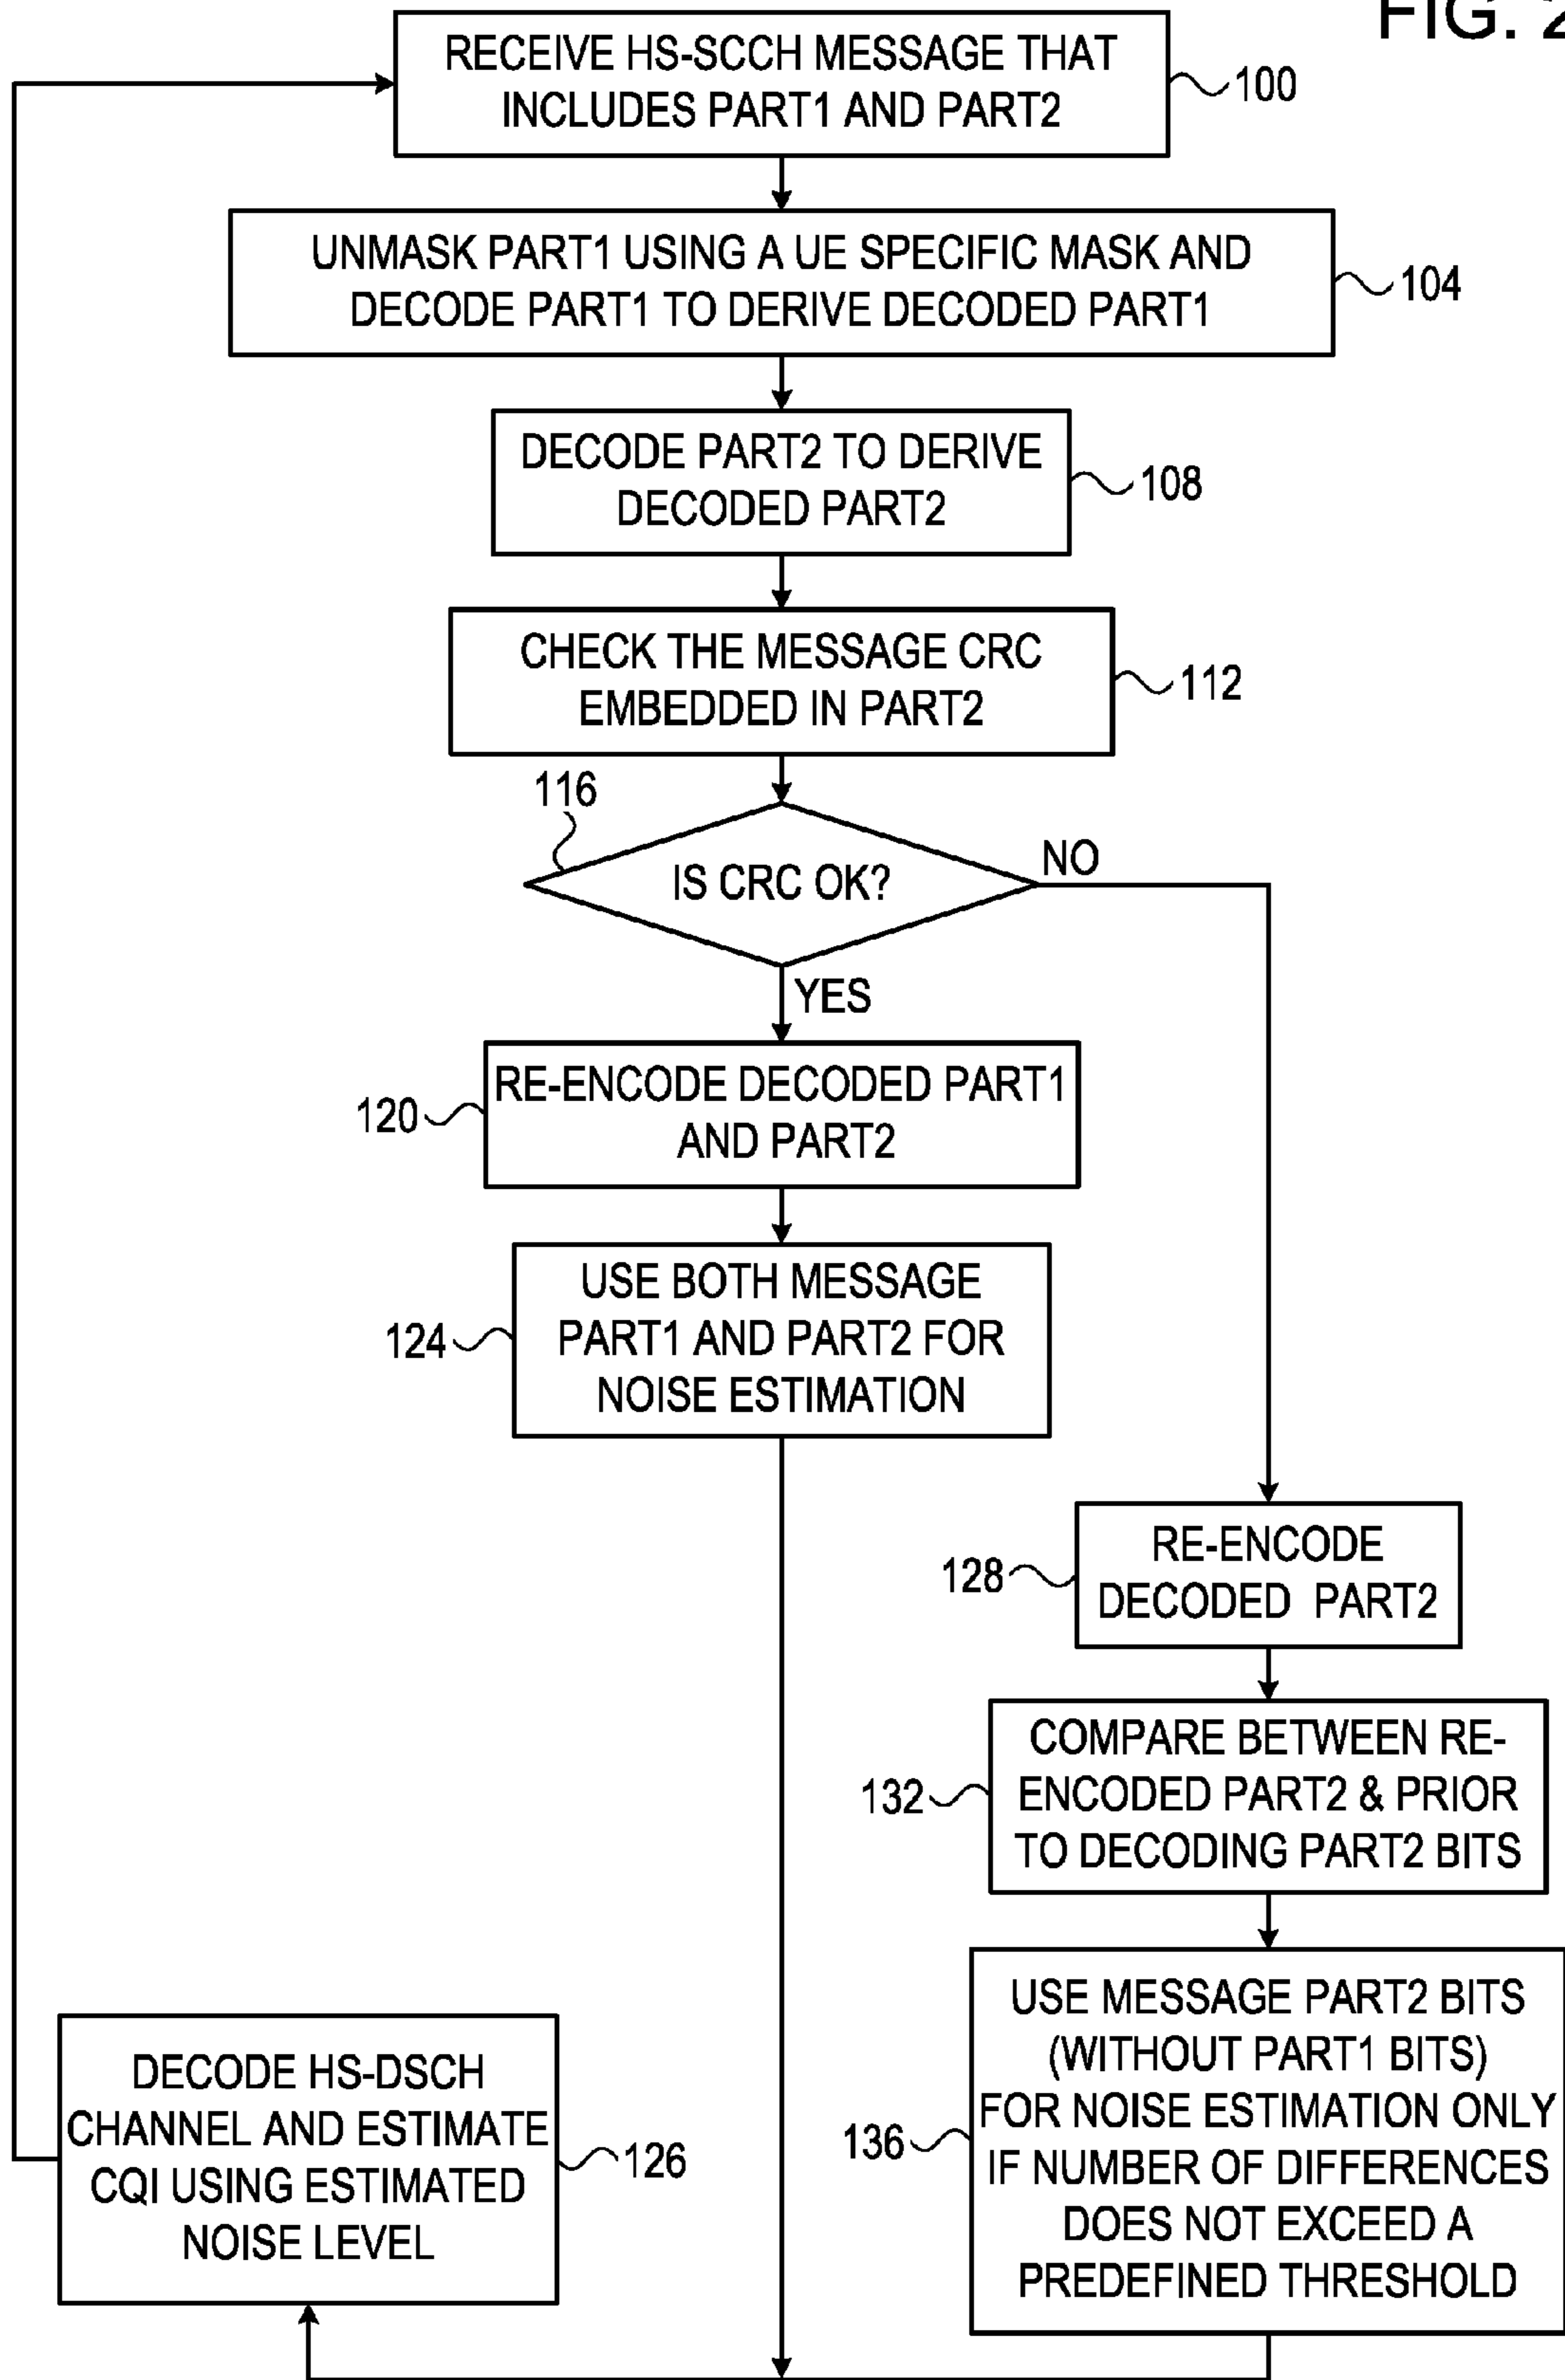 FIG. 2
RECEIVE HS-SCCH MESSAGE THAT
INCLUDES PART1 AND PART2
100
UNMASK PART1 USING A UE SPECIFIC MASK AND
DECODE PART1 TO DERIVE DECODED PART1
104
DECODE PART2 TO DERIVE
DECODED PART2
108
CHECK THE MESSAGE CRC
EMBEDDED IN PART2
112
116
IS CRC OK?
NO
YES
RE-ENCODE DECODED PART1
AND PART2
120
USE BOTH MESSAGE
PART1 AND PART2 FOR
NOISE ESTIMATION
124
RE-ENCODE
DECODED PART2
128
COMPARE BETWEEN RE-
ENCODED PART2 & PRIOR
TO DECODING PART2 BITS
132
USE MESSAGE PART2 BITS
(WITHOUT PART1 BITS)
FOR NOISE ESTIMATION ONLY
IF NUMBER OF DIFFERENCES
DOES NOT EXCEED A
PREDEFINED THRESHOLD
136
DECODE HS-DSCH
CHANNEL AND ESTIMATE
CQI USING ESTIMATED
NOISE LEVEL
126